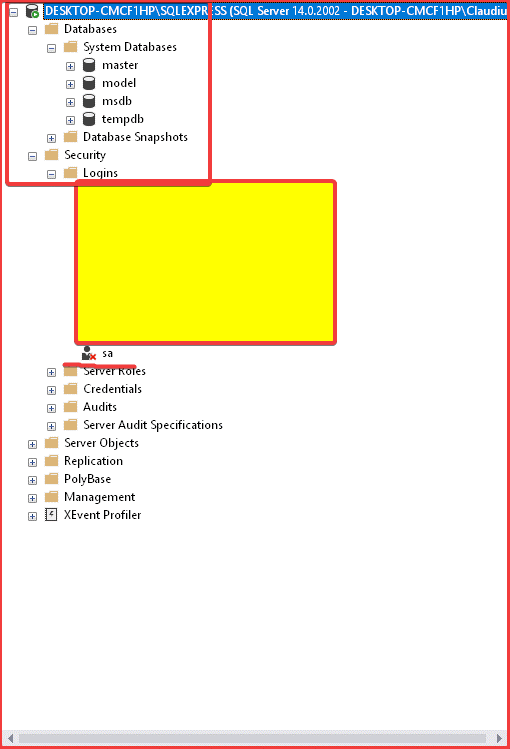 DESKTOP-CMCF1HP\SQLEXPRESS (SQL Server 14.0.2002 - DESKTOP-CMCF1HP\Claudiu
Databases
System Databases
master
model
msdb
tempdb
Database Snapshots
Security
Logins
sa
Server Roles
Credentials
Audits
Server Audit Specifications
Server Objects
Replication
PolyBase
Management
XEvent Profiler